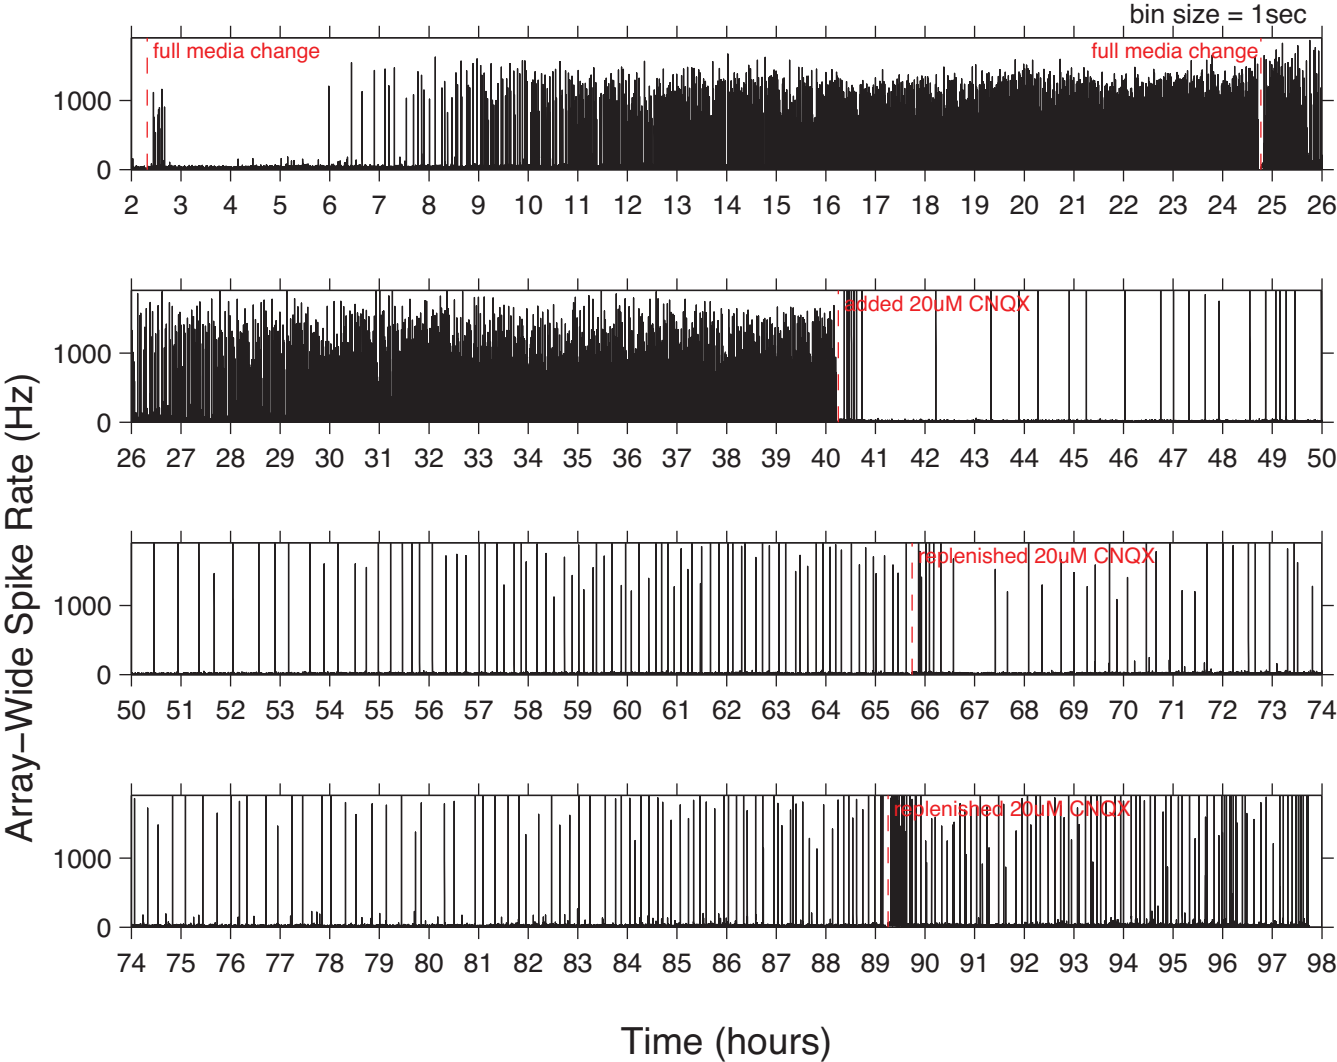 bin size = 1sec
full media change
full media change
1000
0
2 3 4 5 6 7 8 9 10 11 12 13 14 15 16 17 18 19 20 21 22 23 24 25 26
added 20uM CNQX
1000
0
26 27 28 29 30 31 32 33 34 35 36 37 38 39 40 41 42 43 44 45 46 47 48 49 50
replenished 20uM CNQX
1000
0
50 51 52 53 54 55 56 57 58 59 60 61 62 63 64 65 66 67 68 69 70 71 72 73 74
replenished 20uM CNQX
1000
0
74 75 76 77 78 79 80 81 82 83 84 85 86 87 88 89 90 91 92 93 94 95 96 97 98
Array−Wide Spike Rate (Hz)
Time (hours)